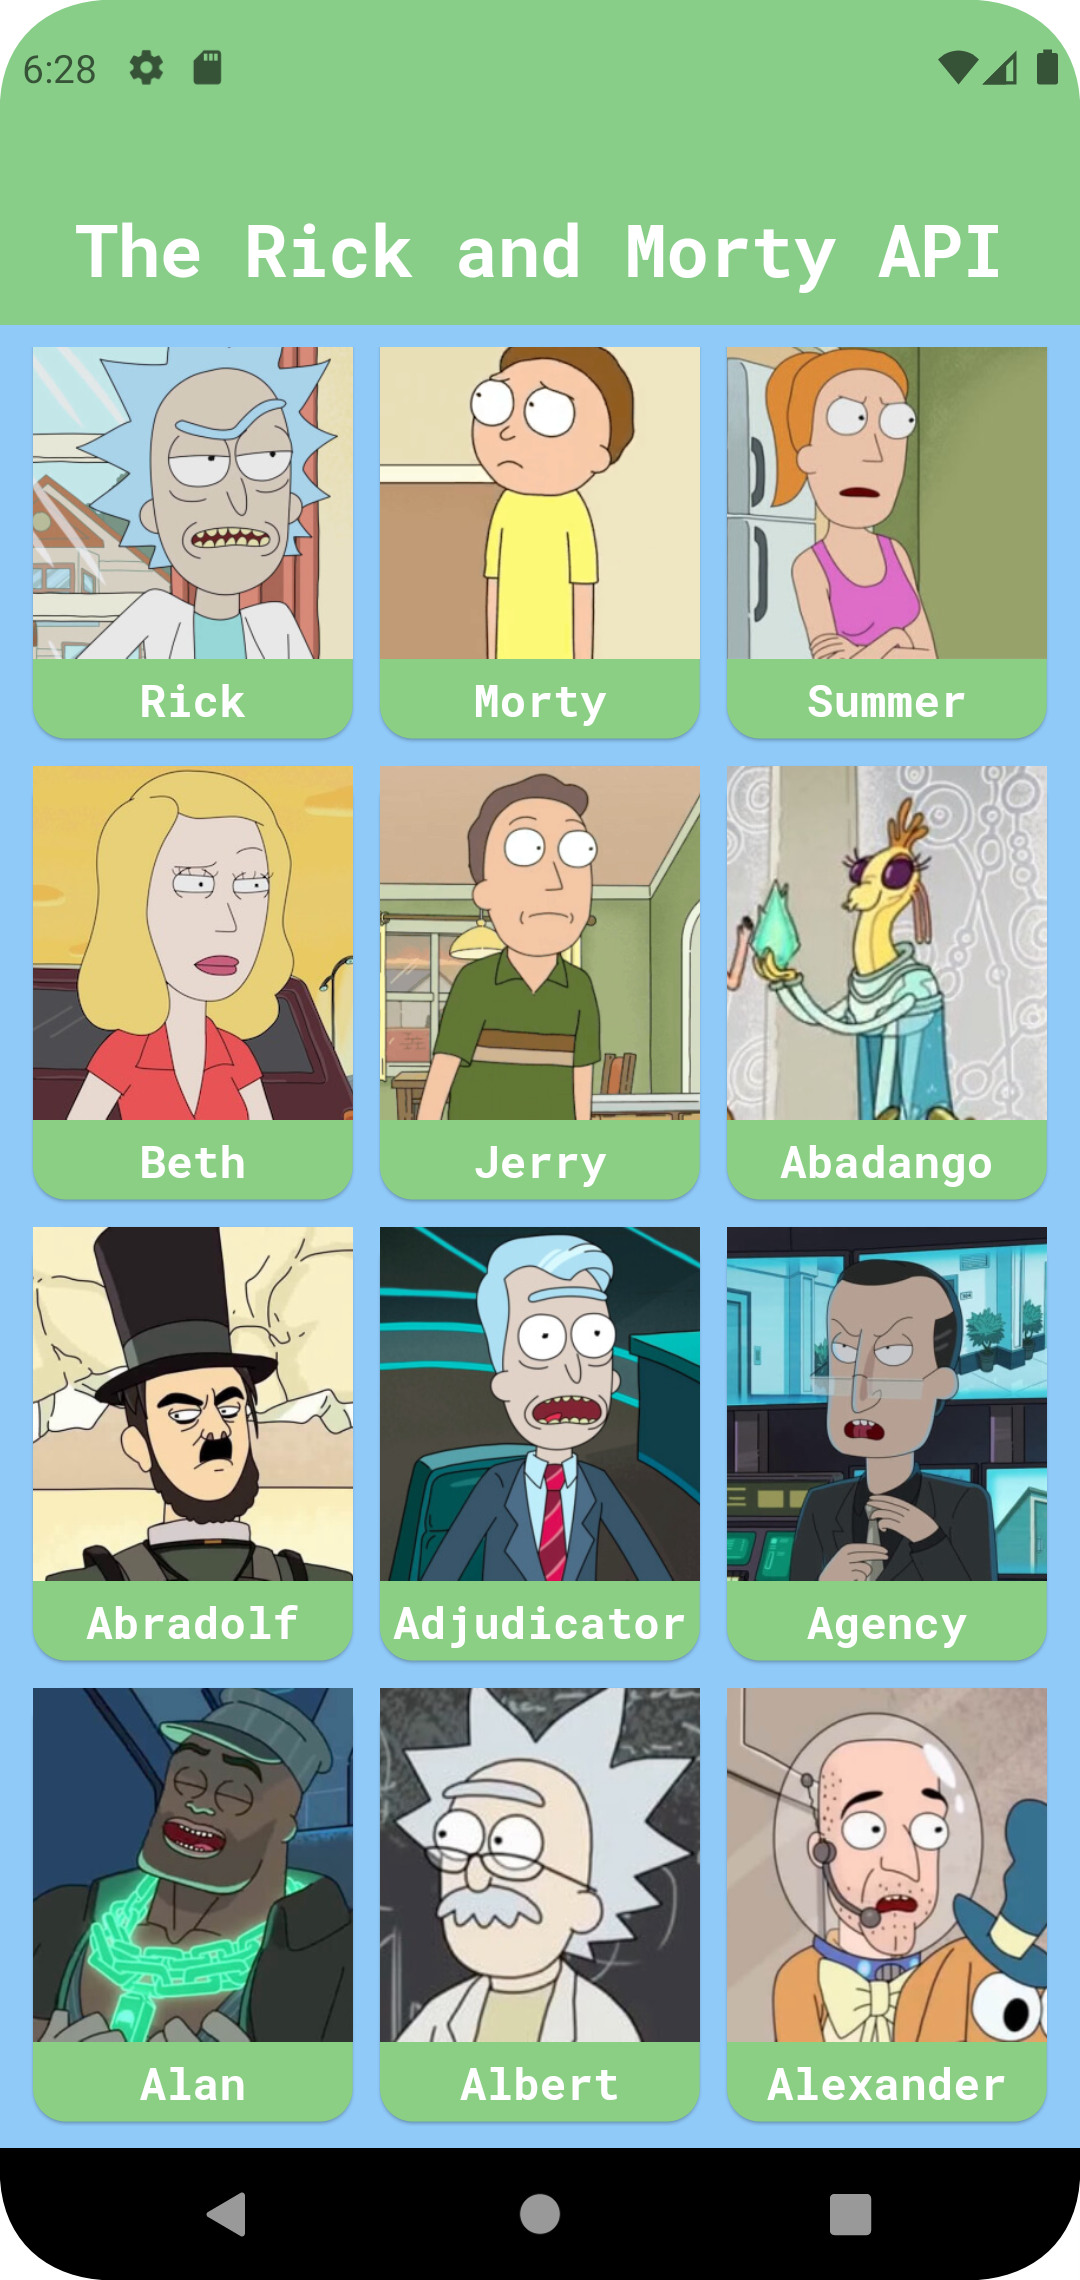 6:28
The Rick and Morty API
Rick
Morty
Summer
Beth
Jerry
Abadango
Abradolf
Adjudicator
Agency
Alan
Albert
Alexander